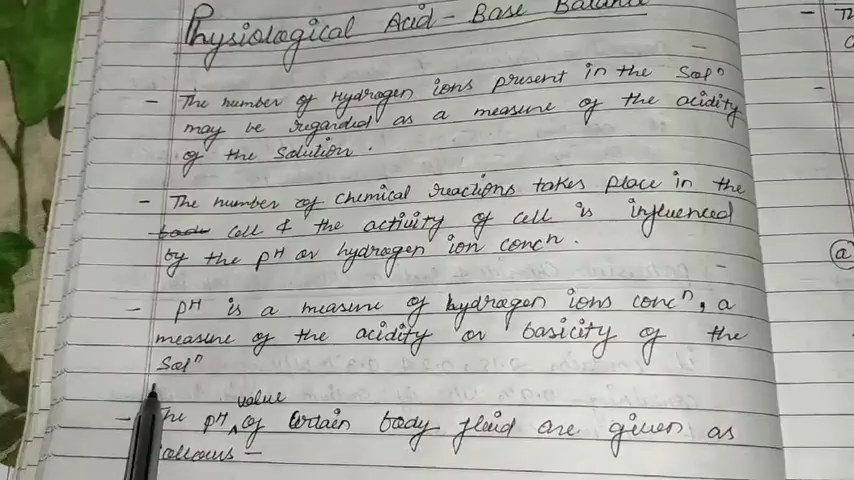 Physiological Acid - Base Balance
- The number of Hydrogen ions present in the Solⁿ
may be regarded as a measure of the acidity
of the Solution.
- The number of chemical reactions takes place in the
cell & the activity of cell is influenced
by the pH or hydrogen ion concn.
- pH is a measure of hydrogen ions concⁿ, a
measure of the acidity or basicity of the
Solⁿ
- The pH value of certain body fluid are given as
follows -
a